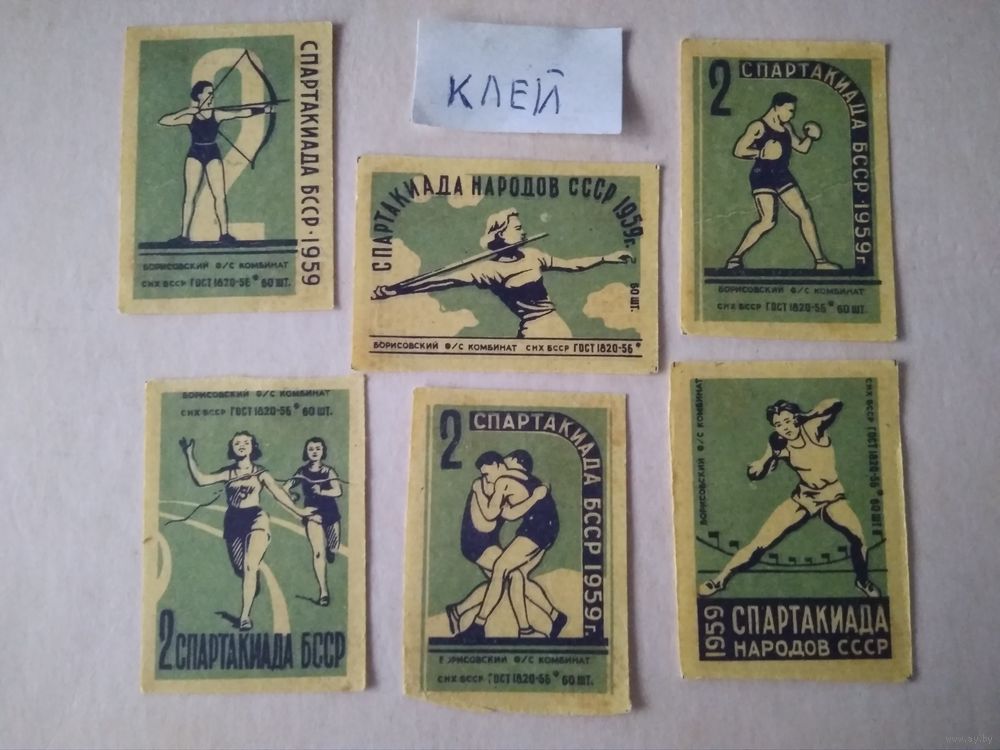 2
СПАРТАКИАДА БССР·1959
БОРИСОВСКИЙ Ф/С КОМБИНАТ
СНХ БССР ГОСТ 1820-56* 60 ШТ.
КЛЕЙ
2 СПАРТАКИАДА БССР·1959г
БОРИСОВСКИЙ Ф/С КОМБИНАТ
СНХ БССР ГОСТ 1820-56* 60 ШТ.
СПАРТАКИАДА НАРОДОВ СССР 1959г.
60 ШТ.
БОРИСОВСКИЙ Ф/С КОМБИНАТ СНХ БССР ГОСТ 1820-56*
БОРИСОВСКИЙ Ф/С КОМБИНАТ
СНХ БССР ГОСТ 1820-56* 60 ШТ.
2 СПАРТАКИАДА БССР
2 СПАРТАКИАДА БССР 1959г.
БОРИСОВСКИЙ Ф/С КОМБИНАТ
СНХ БССР ГОСТ 1820-56* 60 ШТ.
БОРИСОВСКИЙ Ф/С КОМБИНАТ
СНХ БССР ГОСТ 1820-56* 60 ШТ.
1959 СПАРТАКИАДА
НАРОДОВ СССР
www.ay.by